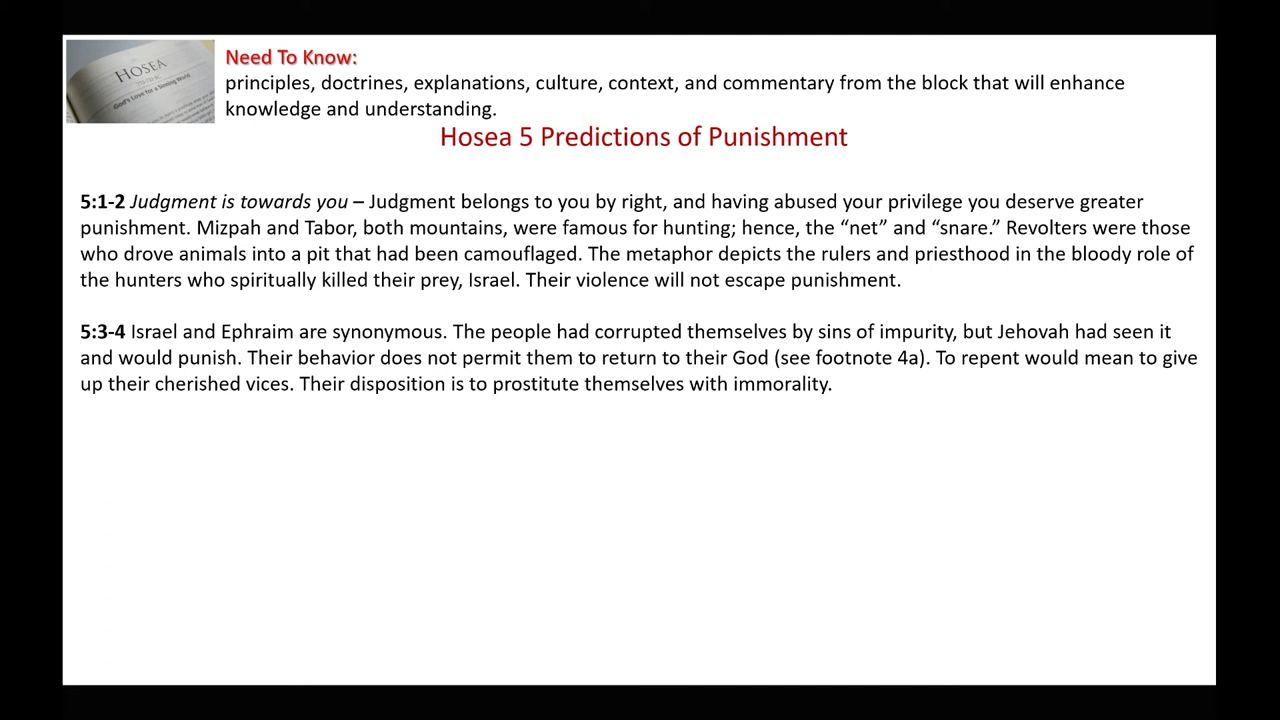 HOSEA
God's Love for a Sinning World
Need To Know:
principles, doctrines, explanations, culture, context, and commentary from the block that will enhance
knowledge and understanding.
Hosea 5 Predictions of Punishment
5:1-2 Judgment is towards you – Judgment belongs to you by right, and having abused your privilege you deserve greater
punishment. Mizpah and Tabor, both mountains, were famous for hunting; hence, the “net” and “snare.” Revolters were those
who drove animals into a pit that had been camouflaged. The metaphor depicts the rulers and priesthood in the bloody role of
the hunters who spiritually killed their prey, Israel. Their violence will not escape punishment.
5:3-4 Israel and Ephraim are synonymous. The people had corrupted themselves by sins of impurity, but Jehovah had seen it
and would punish. Their behavior does not permit them to return to their God (see footnote 4a). To repent would mean to give
up their cherished vices. Their disposition is to prostitute themselves with immorality.